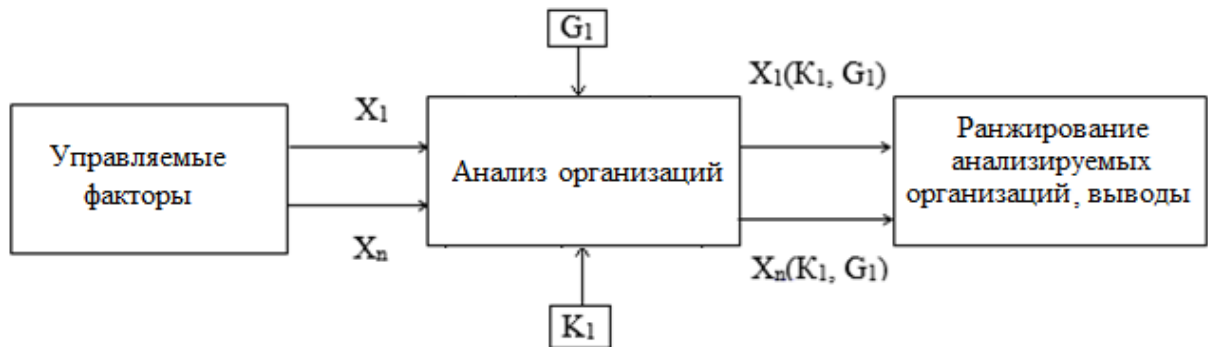 G₁
X₁(K₁, G₁)
X₁
Управляемые
факторы
Анализ организаций
Ранжирование
анализируемых
организаций, выводы
Xₙ
Xₙ(K₁, G₁)
K₁